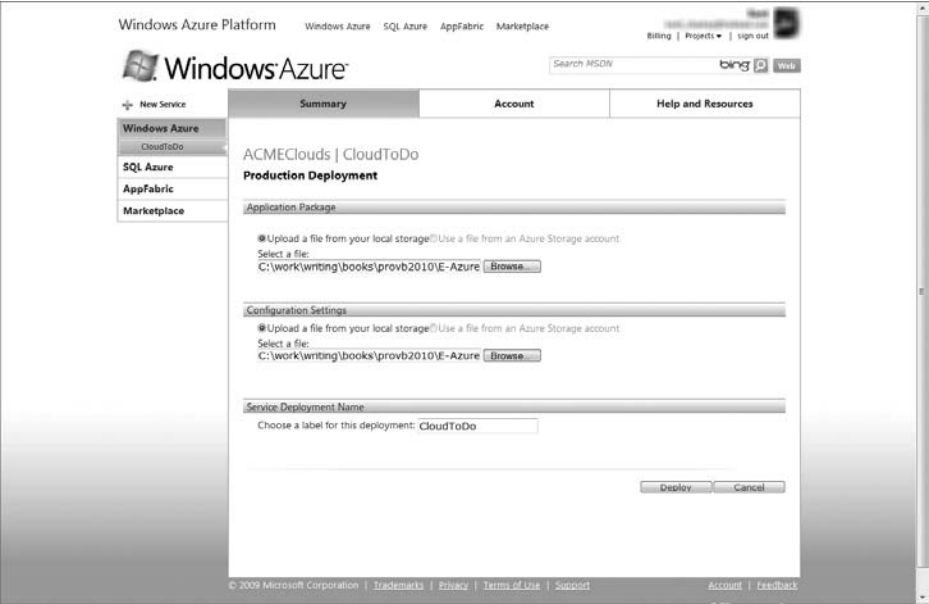 Windows Azure Platform Windows Azure SQL Azure AppFabric Marketplace
Billing | Projects | sign out
Windows Azure Search MSDN bing Web
New Service Summary Account Help and Resources
Windows Azure
CloudToDo
SQL Azure
AppFabric
Marketplace
ACMEClouds | CloudToDo
Production Deployment
Application Package
Upload a file from your local storage Use a file from an Azure Storage account
Select a file:
C:\work\writing\books\provb2010\E-Azure Browse...
Configuration Settings
Upload a file from your local storage Use a file from an Azure Storage account
Select a file:
C:\work\writing\books\provb2010\E-Azure Browse...
Service Deployment Name
Choose a label for this deployment: CloudToDo
Deploy Cancel
© 2009 Microsoft Corporation | Trademarks | Privacy | Terms of Use | Support Account | Feedback